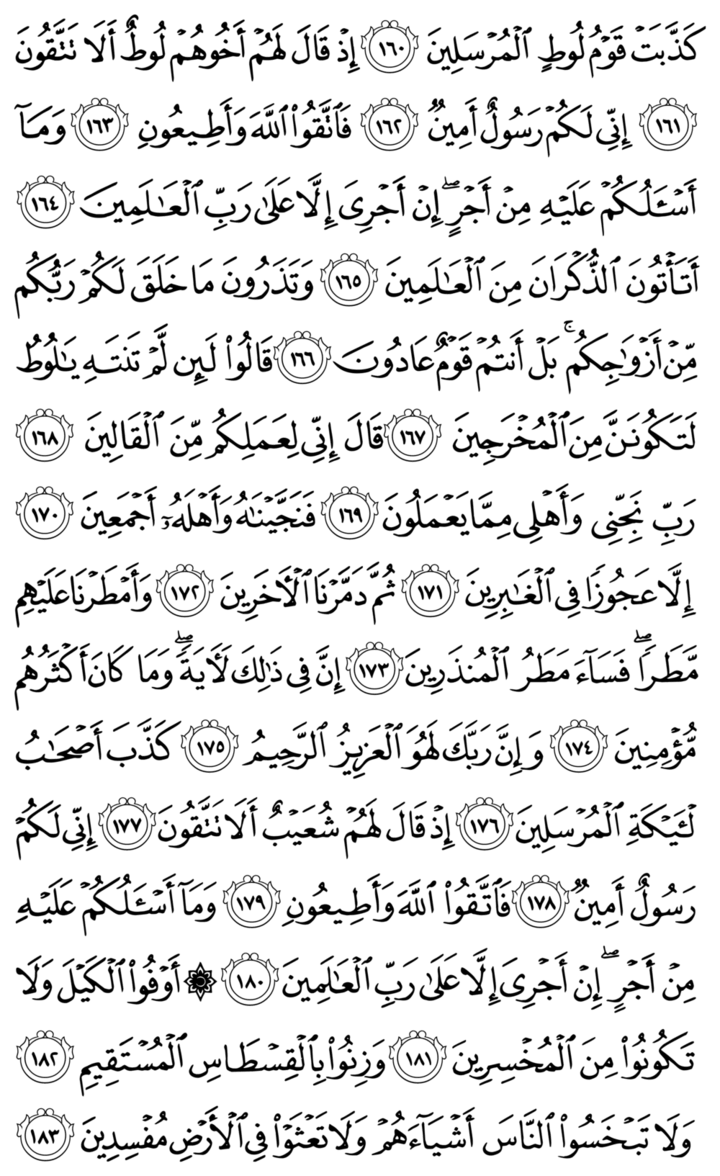 كَذَّبَتْ قَوْمُ لُوطٍ ٱلْمُرْسَلِينَ ١٦٠ إِذْ قَالَ لَهُمْ أَخُوهُمْ لُوطٌ أَلَا تَتَّقُونَ
١٦١ إِنِّى لَكُمْ رَسُولٌ أَمِينٌ ١٦٢ فَٱتَّقُوا۟ ٱللَّهَ وَأَطِيعُونِ ١٦٣ وَمَآ
أَسْـَٔلُكُمْ عَلَيْهِ مِنْ أَجْرٍ ۖ إِنْ أَجْرِىَ إِلَّا عَلَىٰ رَبِّ ٱلْعَـٰلَمِينَ ١٦٤
أَتَأْتُونَ ٱلذُّكْرَانَ مِنَ ٱلْعَـٰلَمِينَ ١٦٥ وَتَذَرُونَ مَا خَلَقَ لَكُمْ رَبُّكُم
مِّنْ أَزْوَٰجِكُم ۚ بَلْ أَنتُمْ قَوْمٌ عَادُونَ ١٦٦ قَالُوا۟ لَئِن لَّمْ تَنتَهِ يَـٰلُوطُ
لَتَكُونَنَّ مِنَ ٱلْمُخْرَجِينَ ١٦٧ قَالَ إِنِّى لِعَمَلِكُم مِّنَ ٱلْقَالِينَ ١٦٨
رَبِّ نَجِّنِى وَأَهْلِى مِمَّا يَعْمَلُونَ ١٦٩ فَنَجَّيْنَـٰهُ وَأَهْلَهُۥٓ أَجْمَعِينَ ١٧٠
إِلَّا عَجُوزًا فِى ٱلْغَـٰبِرِينَ ١٧١ ثُمَّ دَمَّرْنَا ٱلْـَٔاخَرِينَ ١٧٢ وَأَمْطَرْنَا عَلَيْهِم
مَّطَرًا ۖ فَسَآءَ مَطَرُ ٱلْمُنذَرِينَ ١٧٣ إِنَّ فِى ذَٰلِكَ لَـَٔايَةً ۖ وَمَا كَانَ أَكْثَرُهُم
مُّؤْمِنِينَ ١٧٤ وَإِنَّ رَبَّكَ لَهُوَ ٱلْعَزِيزُ ٱلرَّحِيمُ ١٧٥ كَذَّبَ أَصْحَـٰبُ
لْـَٔيْكَةِ ٱلْمُرْسَلِينَ ١٧٦ إِذْ قَالَ لَهُمْ شُعَيْبٌ أَلَا تَتَّقُونَ ١٧٧ إِنِّى لَكُمْ
رَسُولٌ أَمِينٌ ١٧٨ فَٱتَّقُوا۟ ٱللَّهَ وَأَطِيعُونِ ١٧٩ وَمَآ أَسْـَٔلُكُمْ عَلَيْهِ
مِنْ أَجْرٍ ۖ إِنْ أَجْرِىَ إِلَّا عَلَىٰ رَبِّ ٱلْعَـٰلَمِينَ ١٨٠ ۞ أَوْفُوا۟ ٱلْكَيْلَ وَلَا
تَكُونُوا۟ مِنَ ٱلْمُخْسِرِينَ ١٨١ وَزِنُوا۟ بِٱلْقِسْطَاسِ ٱلْمُسْتَقِيمِ ١٨٢
وَلَا تَبْخَسُوا۟ ٱلنَّاسَ أَشْيَآءَهُمْ وَلَا تَعْثَوْا۟ فِى ٱلْأَرْضِ مُفْسِدِينَ ١٨٣